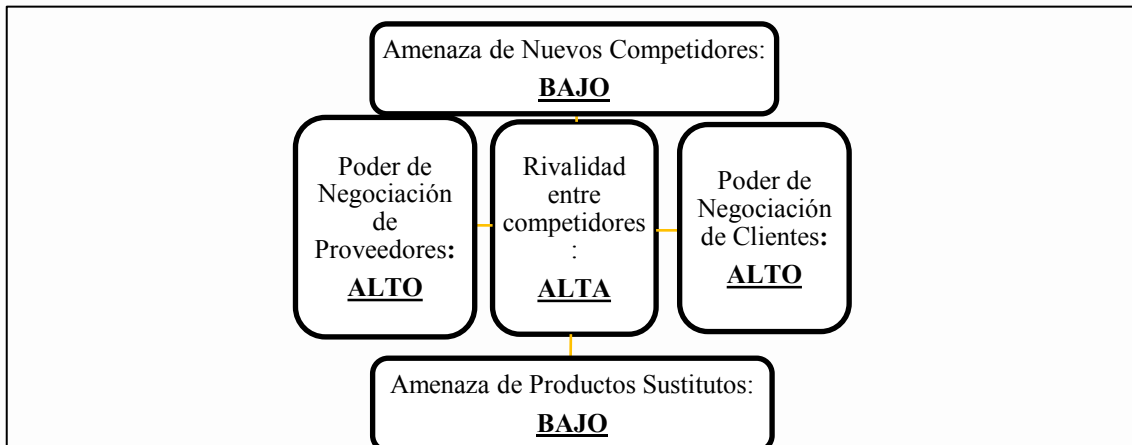 Amenaza de Nuevos Competidores:
BAJO
Poder de
Negociación
de
Proveedores:
ALTO
Rivalidad
entre
competidores
:
ALTA
Poder de
Negociación
de Clientes:
ALTO
Amenaza de Productos Sustitutos:
BAJO